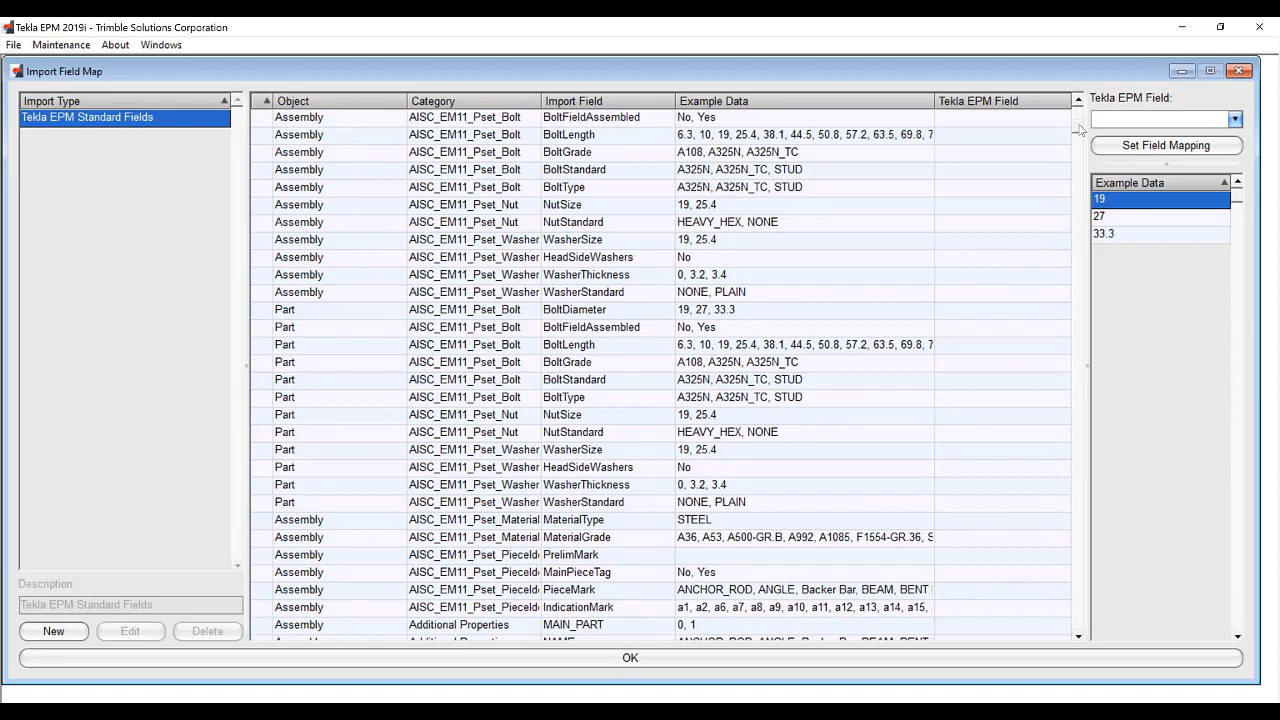 Tekla EPM 2019i - Trimble Solutions Corporation
File Maintenance About Windows
Import Field Map
Import Type
Tekla EPM Standard Fields
Object Category Import Field Example Data Tekla EPM Field
Assembly AISC_EM11_Pset_Bolt BoltFieldAssembled No, Yes
Assembly AISC_EM11_Pset_Bolt BoltLength 6.3, 10, 19, 25.4, 38.1, 44.5, 50.8, 57.2, 63.5, 69.8, 7
Assembly AISC_EM11_Pset_Bolt BoltGrade A108, A325N, A325N_TC
Assembly AISC_EM11_Pset_Bolt BoltStandard A325N, A325N_TC, STUD
Assembly AISC_EM11_Pset_Bolt BoltType A325N, A325N_TC, STUD
Assembly AISC_EM11_Pset_Nut NutSize 19, 25.4
Assembly AISC_EM11_Pset_Nut NutStandard HEAVY_HEX, NONE
Assembly AISC_EM11_Pset_Washer WasherSize 19, 25.4
Assembly AISC_EM11_Pset_Washer HeadSideWashers No
Assembly AISC_EM11_Pset_Washer WasherThickness 0, 3.2, 3.4
Assembly AISC_EM11_Pset_Washer WasherStandard NONE, PLAIN
Part AISC_EM11_Pset_Bolt BoltDiameter 19, 27, 33.3
Part AISC_EM11_Pset_Bolt BoltFieldAssembled No, Yes
Part AISC_EM11_Pset_Bolt BoltLength 6.3, 10, 19, 25.4, 38.1, 44.5, 50.8, 57.2, 63.5, 69.8, 7
Part AISC_EM11_Pset_Bolt BoltGrade A108, A325N, A325N_TC
Part AISC_EM11_Pset_Bolt BoltStandard A325N, A325N_TC, STUD
Part AISC_EM11_Pset_Bolt BoltType A325N, A325N_TC, STUD
Part AISC_EM11_Pset_Nut NutSize 19, 25.4
Part AISC_EM11_Pset_Nut NutStandard HEAVY_HEX, NONE
Part AISC_EM11_Pset_Washer WasherSize 19, 25.4
Part AISC_EM11_Pset_Washer HeadSideWashers No
Part AISC_EM11_Pset_Washer WasherThickness 0, 3.2, 3.4
Part AISC_EM11_Pset_Washer WasherStandard NONE, PLAIN
Assembly AISC_EM11_Pset_Material MaterialType STEEL
Assembly AISC_EM11_Pset_Material MaterialGrade A36, A53, A500-GR.B, A992, A1085, F1554-GR.36, S
Assembly AISC_EM11_Pset_PieceIde PrelimMark
Assembly AISC_EM11_Pset_PieceIde MainPieceTag No, Yes
Assembly AISC_EM11_Pset_PieceIde PieceMark ANCHOR_ROD, ANGLE, Backer Bar, BEAM, BENT
Assembly AISC_EM11_Pset_PieceIde IndicationMark a1, a2, a6, a7, a8, a9, a10, a11, a12, a13, a14, a15,
Assembly Additional Properties MAIN_PART 0, 1
Tekla EPM Field:
Set Field Mapping
Example Data
19
27
33.3
Description:
Tekla EPM Standard Fields
New Edit Delete
OK